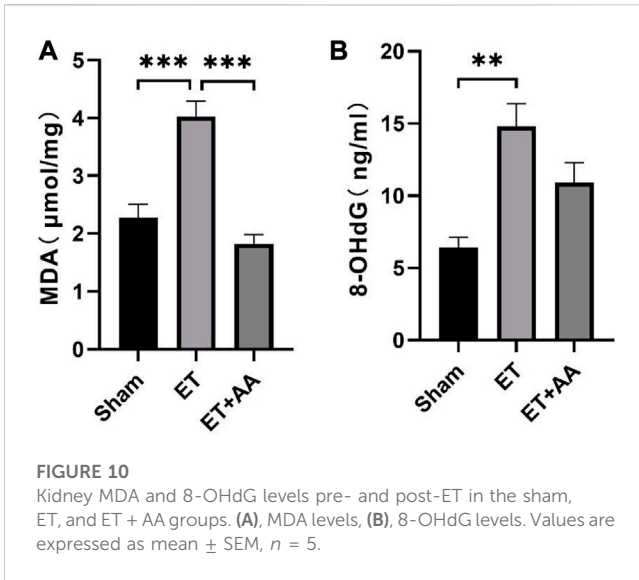 A
*** ***
MDA( μmol/mg)
5
4
3
2
1
0
Sham
ET
ET+AA
B
**
8-OHdG( ng/ml)
20
15
10
5
0
Sham
ET
ET+AA
FIGURE 10
Kidney MDA and 8-OHdG levels pre- and post-ET in the sham,
ET, and ET + AA groups. (A), MDA levels, (B), 8-OHdG levels. Values are
expressed as mean ± SEM, n = 5.